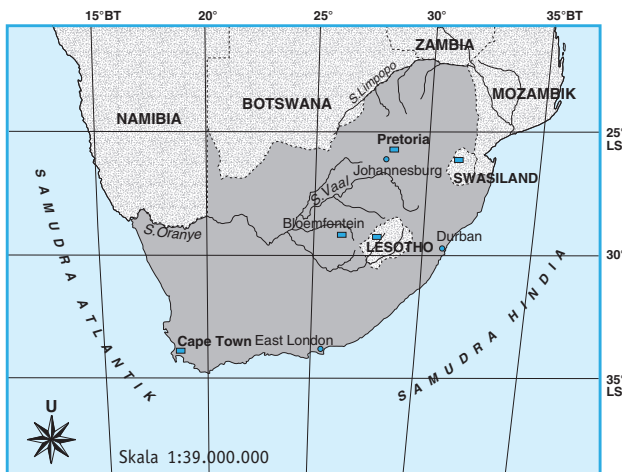 15°BT 20° 25° 30° 35°BT
ZAMBIA
S.Limpopo
BOTSWANA
MOZAMBIK
NAMIBIA
25°
LS
Pretoria
Johannesburg
SWASILAND
S.Vaal
S.Oranye
Bloemfontein
Durban
LESOTHO
30°
LS
SAMUDRA ATLANTIK
SAMUDRA HINDIA
Cape Town East London
35°
LS
U
Skala 1:39.000.000